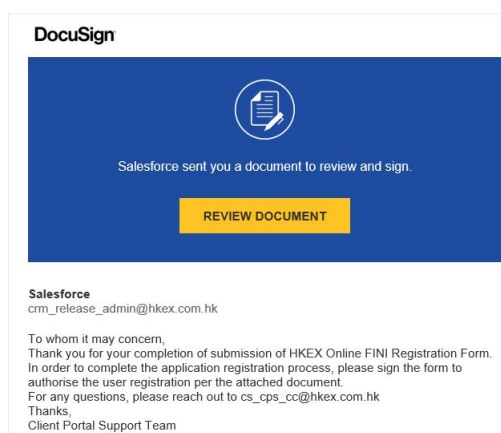 DocuSign
Salesforce sent you a document to review and sign.
REVIEW DOCUMENT
Salesforce
crm_release_admin@hkex.com.hk
To whom it may concern,
Thank you for your completion of submission of HKEX Online FINI Registration Form.
In order to complete the application registration process, please sign the form to
authorise the user registration per the attached document.
For any questions, please reach out to cs_cps_cc@hkex.com.hk
Thanks,
Client Portal Support Team